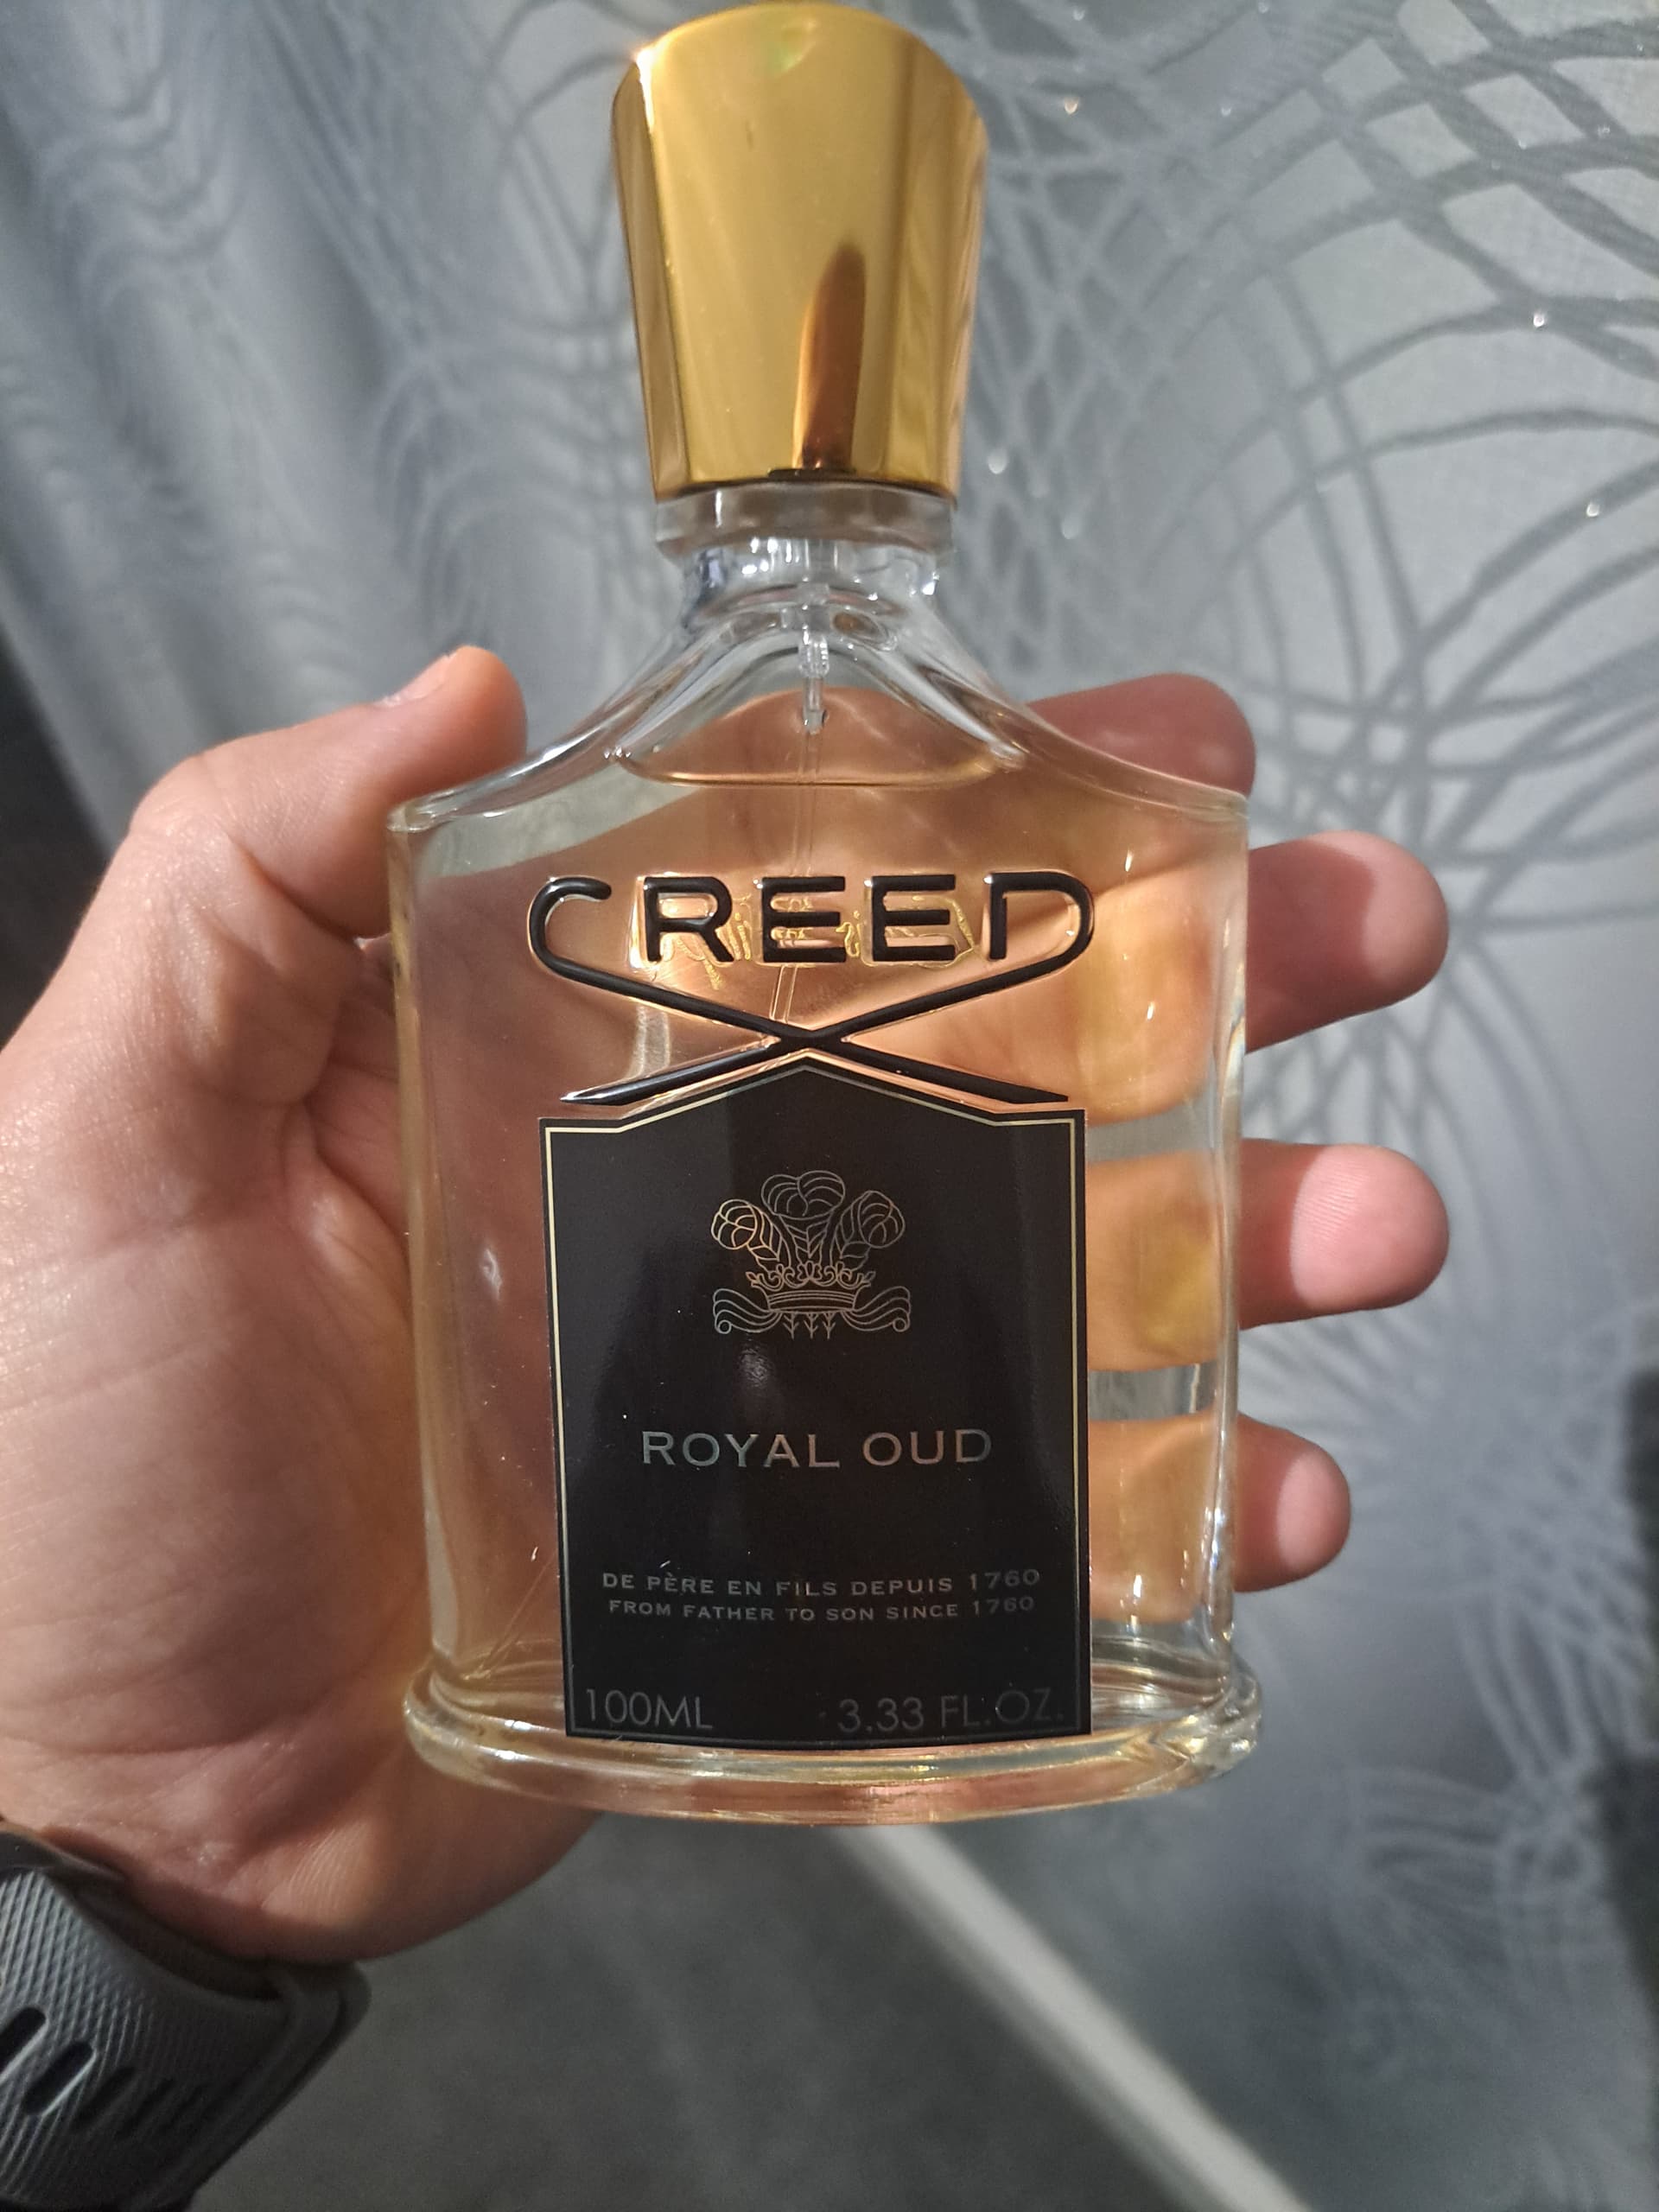 CREED
ROYAL OUD
DE PÈRE EN FILS DEPUIS 1760
FROM FATHER TO SON SINCE 1760
100ML 3.33 FL.OZ.